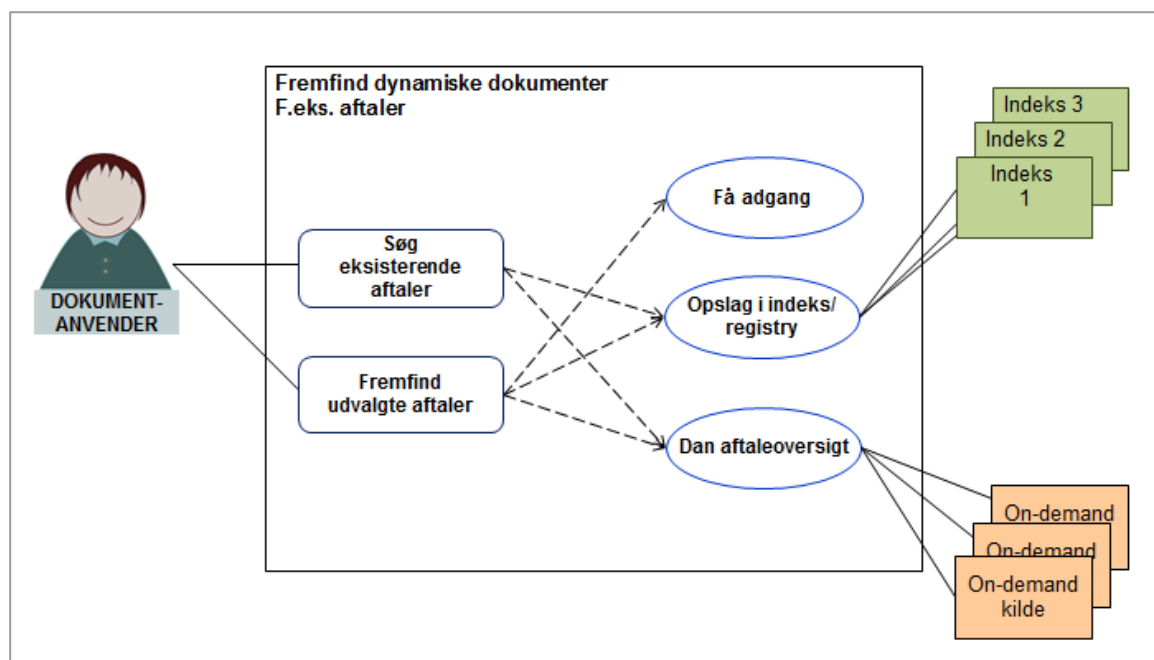 Fremfind dynamiske dokumenter
F.eks. aftaler
DOKUMENT-
ANVENDER
Søg
eksisterende
aftaler
Fremfind
udvalgte aftaler
Få adgang
Opslag i indeks/
registry
Dan aftaleoversigt
Indeks 3
Indeks 2
Indeks
1
On-demand
On-demand
On-demand
kilde